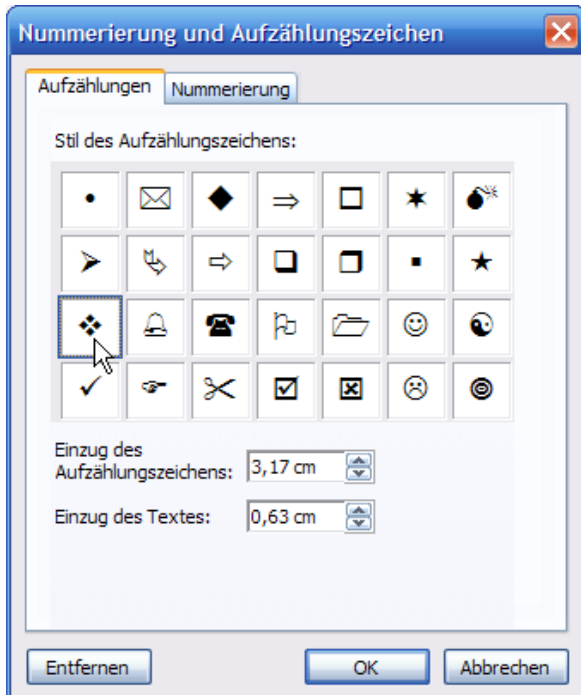 Nummerierung und Aufzählungszeichen
Aufzählungen
Nummerierung
Stil des Aufzählungszeichens:
Einzug des
Aufzählungszeichens:
3,17 cm
Einzug des Textes:
0,63 cm
Entfernen
OK
Abbrechen